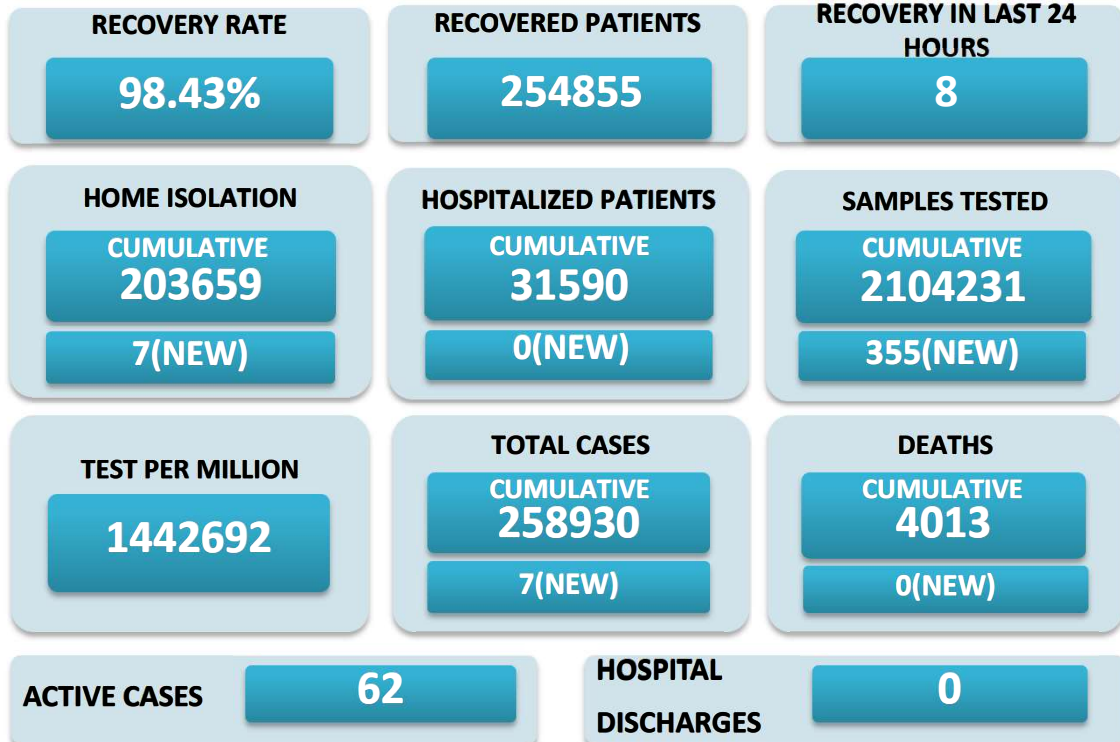 RECOVERY RATE
98.43%
RECOVERED PATIENTS
254855
RECOVERY IN LAST 24
HOURS
8
HOME ISOLATION
CUMULATIVE
203659
7(NEW)
HOSPITALIZED PATIENTS
CUMULATIVE
31590
0(NEW)
SAMPLES TESTED
CUMULATIVE
2104231
355(NEW)
TEST PER MILLION
1442692
TOTAL CASES
CUMULATIVE
258930
7(NEW)
DEATHS
CUMULATIVE
4013
0(NEW)
ACTIVE CASES
62
HOSPITAL
DISCHARGES
0